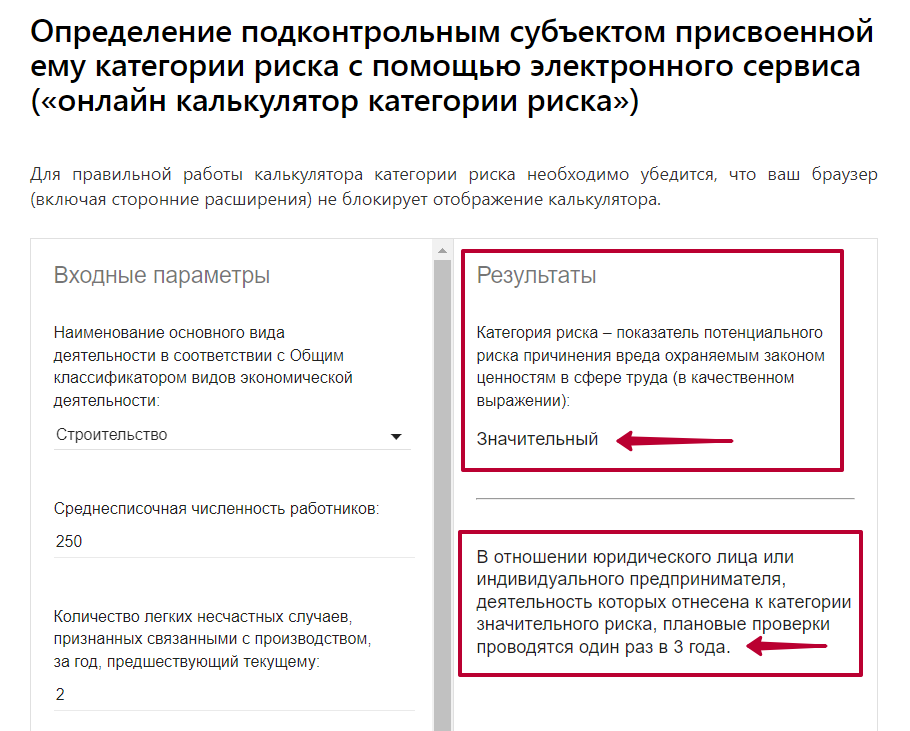 Определение подконтрольным субъектом присвоенной
ему категории риска с помощью электронного сервиса
(«онлайн калькулятор категории риска»)
Для правильной работы калькулятора категории риска необходимо убедится, что ваш браузер
(включая сторонние расширения) не блокирует отображение калькулятора.
Входные параметры
Наименование основного вида
деятельности в соответствии с Общим
классификатором видов экономической
деятельности:
Строительство
Среднесписочная численность работников:
250
Количество легких несчастных случаев,
признанных связанными с производством,
за год, предшествующий текущему:
2
Результаты
Категория риска – показатель потенциального
риска причинения вреда охраняемым законом
ценностям в сфере труда (в качественном
выражении):
Значительный
В отношении юридического лица или
индивидуального предпринимателя,
деятельность которых отнесена к категории
значительного риска, плановые проверки
проводятся один раз в 3 года.